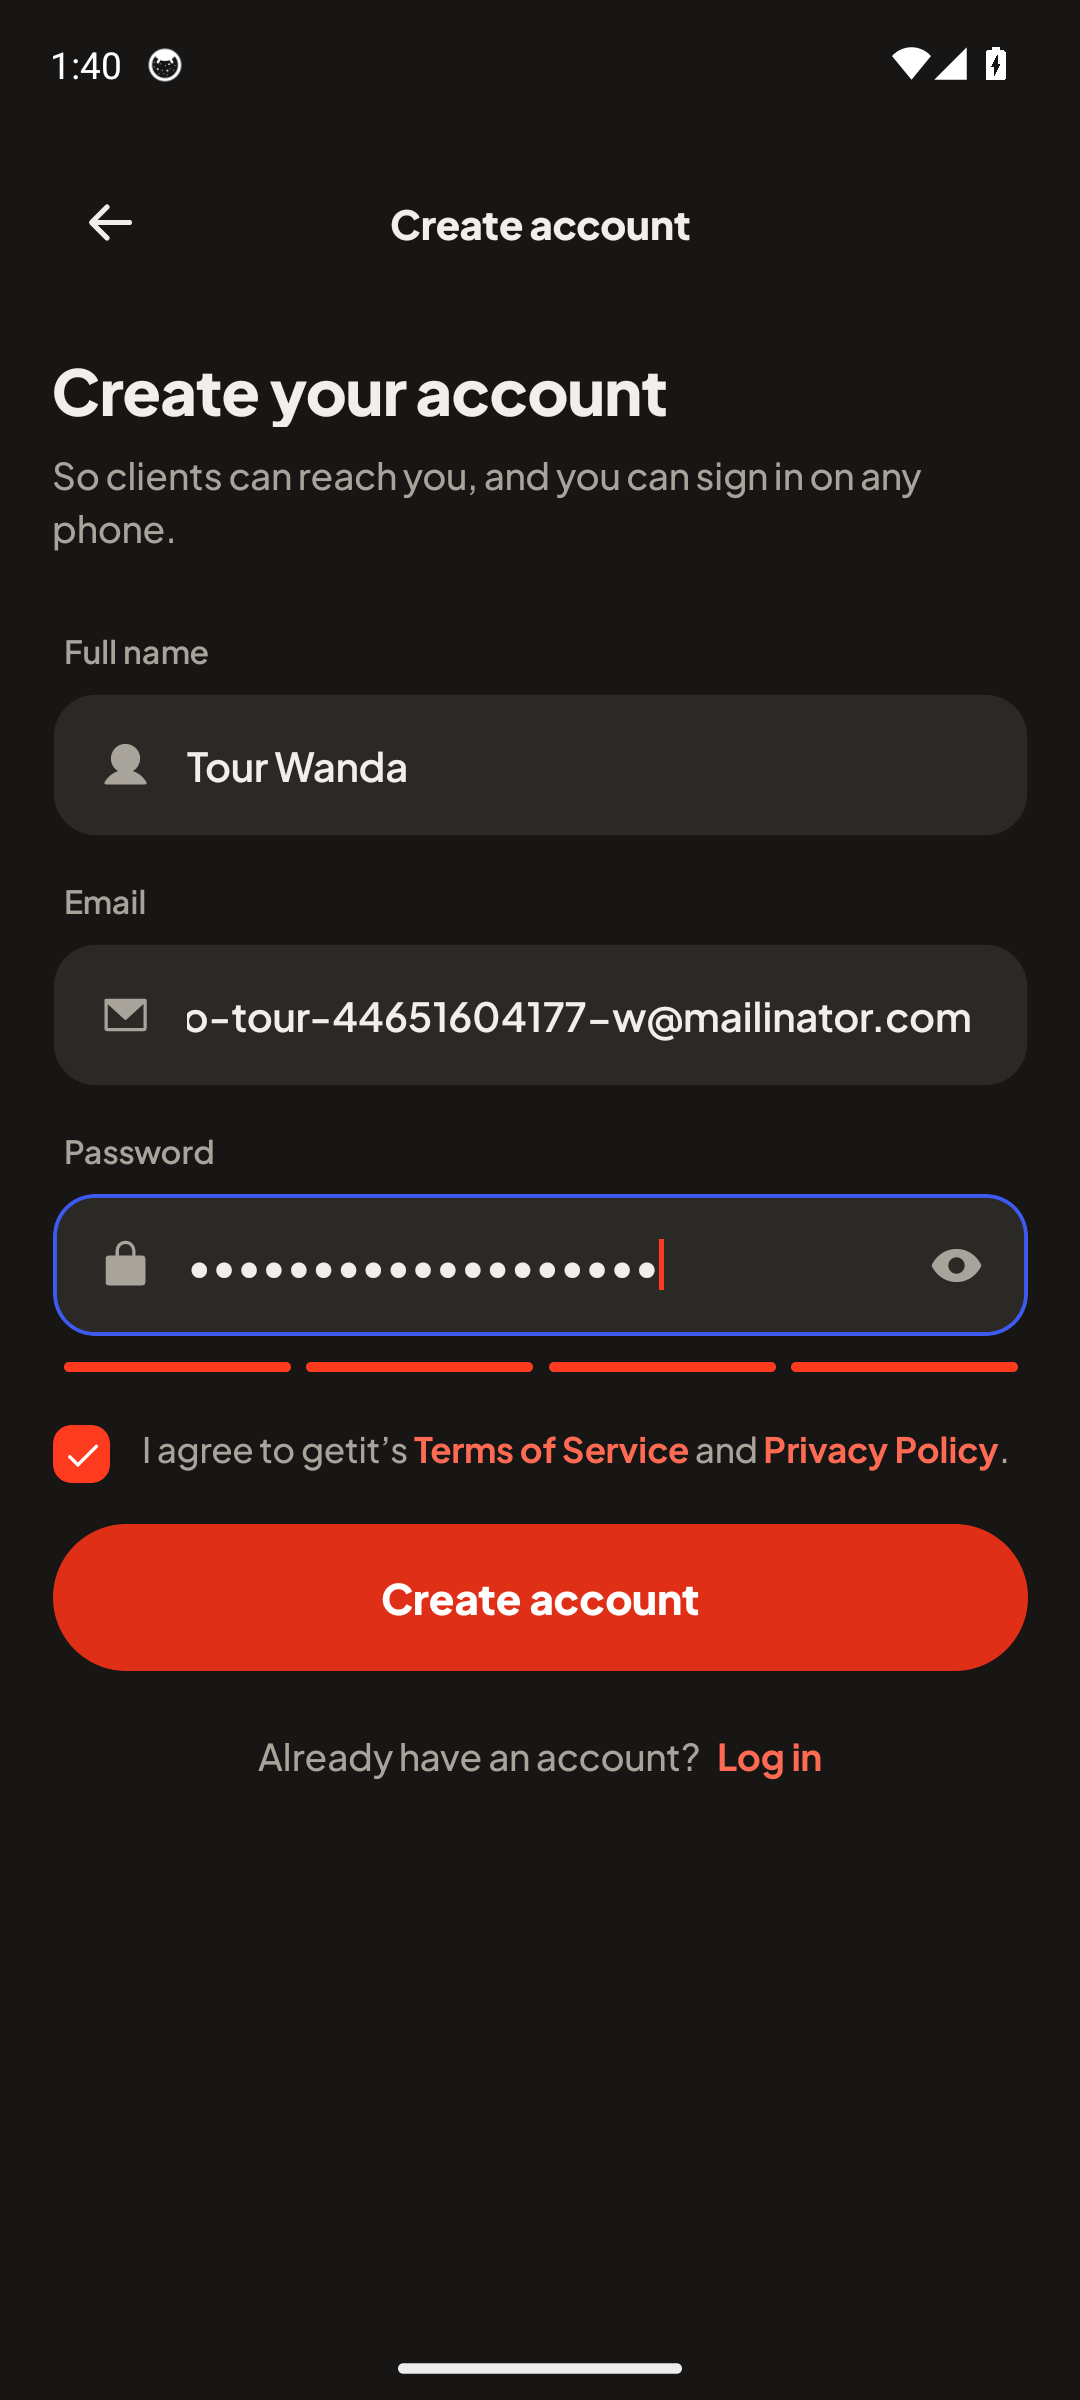 1:40
Create account
Create your account
So clients can reach you, and you can sign in on any
phone.
Full name
Tour Wanda
Email
o-tour-44651604177-w@mailinator.com
Password
••••••••••••••••••••
I agree to getit’s Terms of Service and Privacy Policy.
Create account
Already have an account? Log in